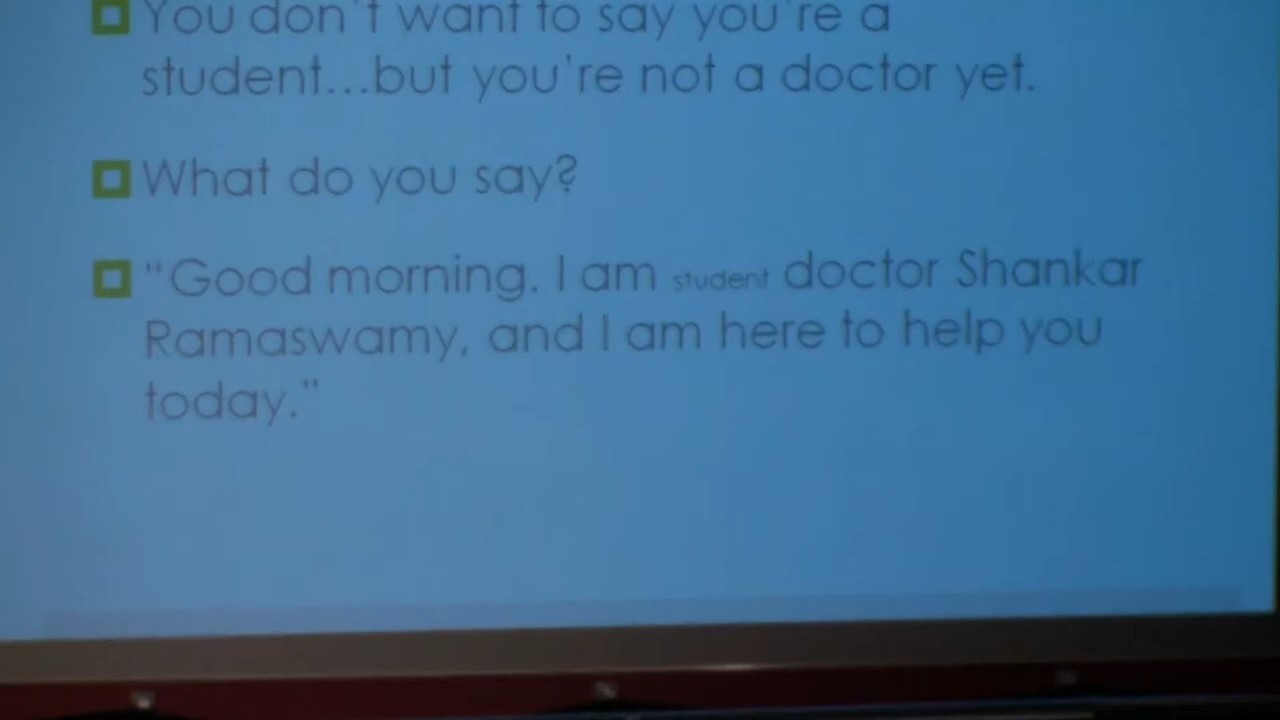 You don't want to say you're a
student...but you're not a doctor yet.
What do you say?
"Good morning. I am student doctor Shankar
Ramaswamy, and I am here to help you
today."